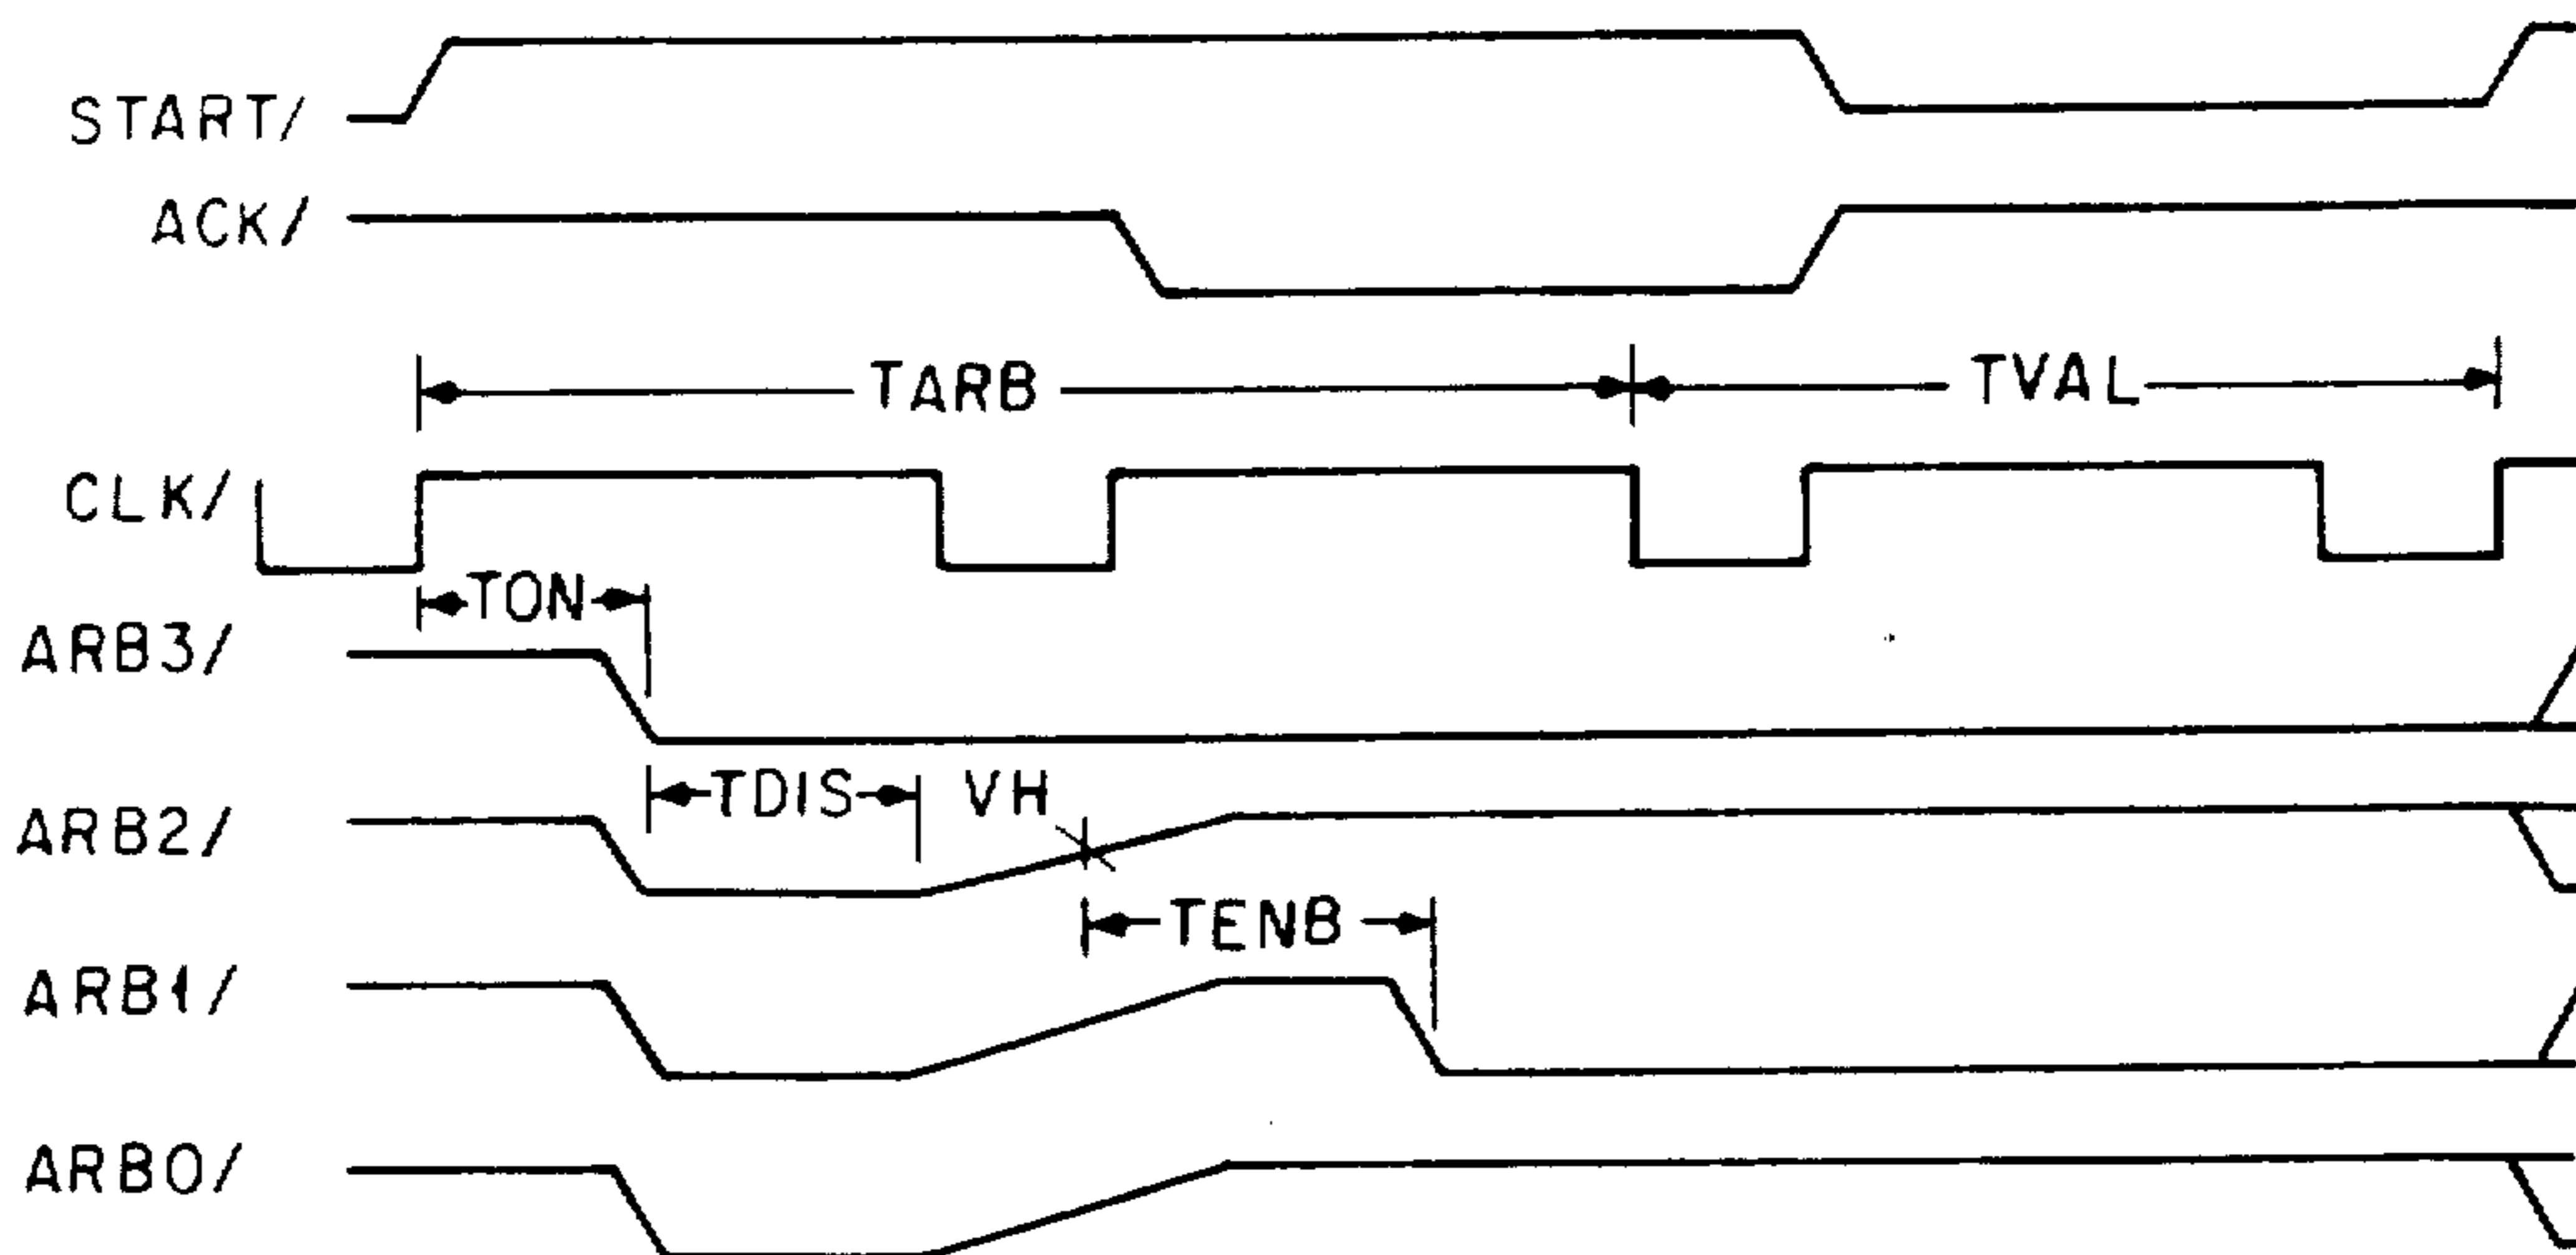 START/
ACK/
TARB TVAL
CLK/
TON
ARB3/
TDIS VH
ARB2/
TENB
ARB1/
ARB0/